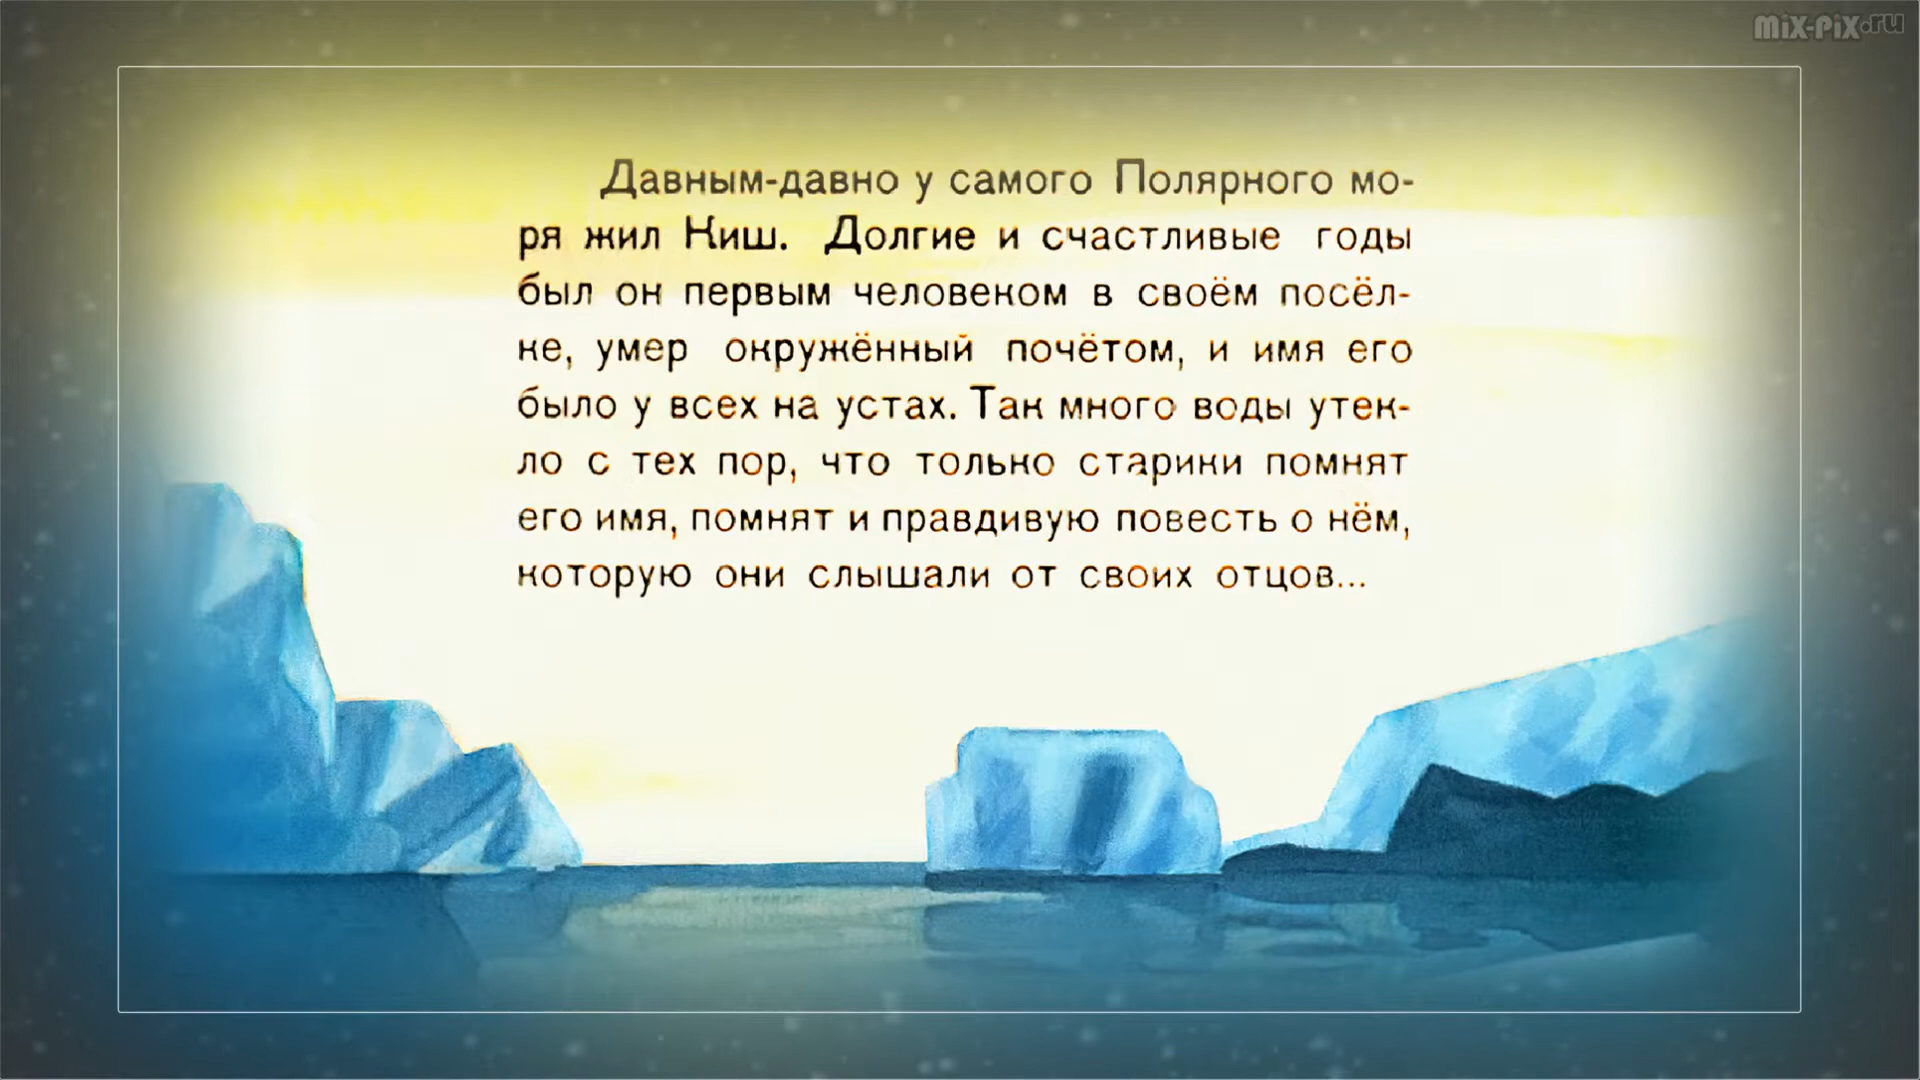 MiX-PiX.ru
Давным-давно у самого Полярного мо-
ря жил Киш. Долгие и счастливые годы
был он первым человеком в своём посёл-
ке, умер окружённый почётом, и имя его
было у всех на устах. Так много воды утек-
ло с тех пор, что только старики помнят
его имя, помнят и правдивую повесть о нём,
которую они слышали от своих отцов...